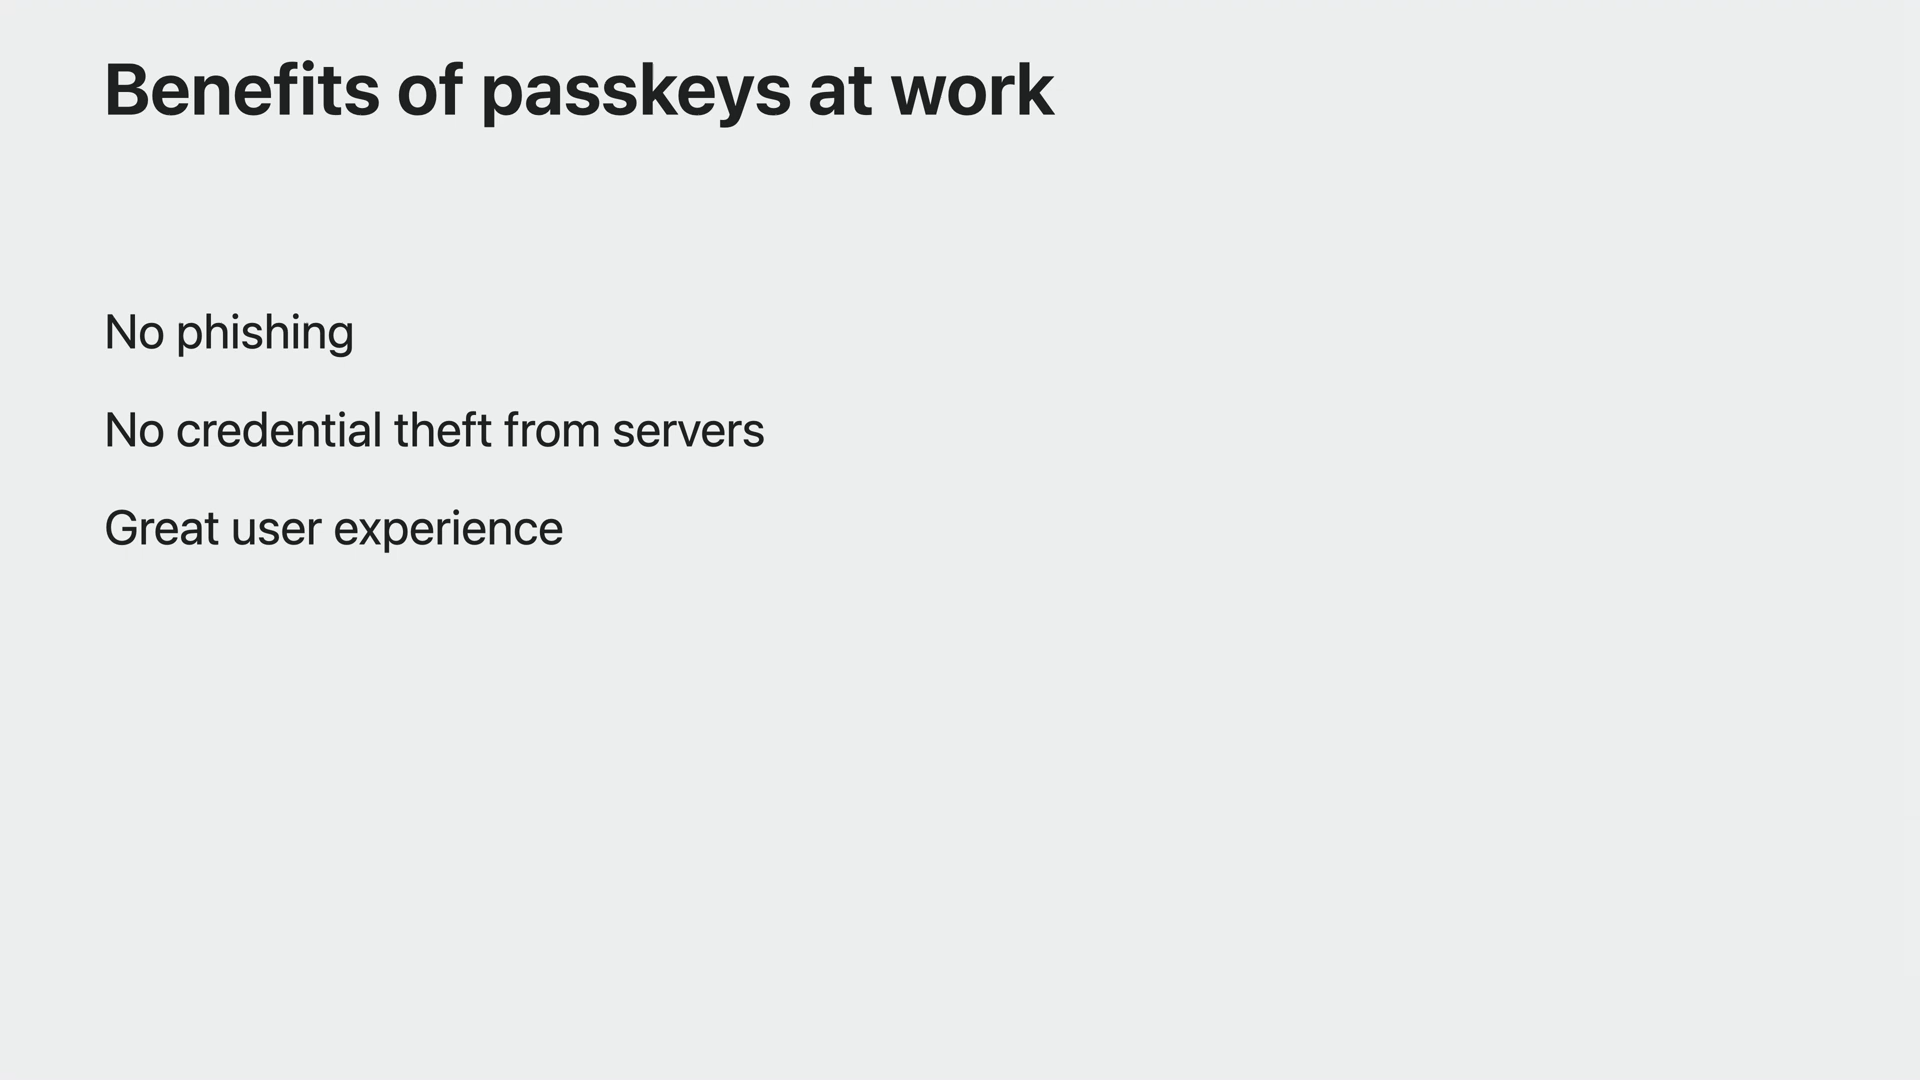 Benefits of passkeys at work
No phishing
No credential theft from servers
Great user experience